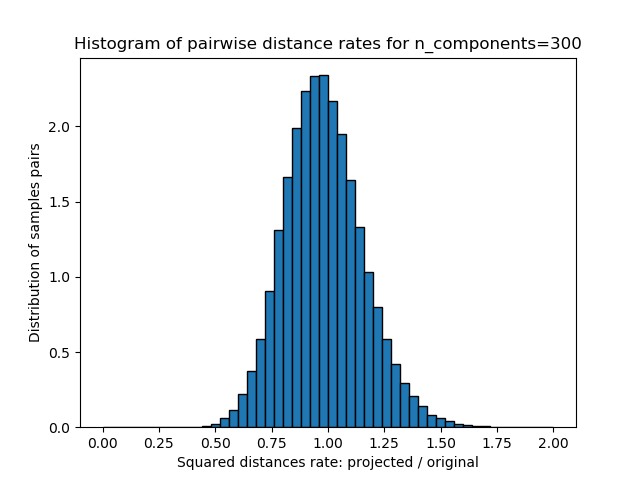 Histogram of pairwise distance rates for n_components=300
Distribution of samples pairs
2.0
1.5
1.0
0.5
0.0
0.00 0.25 0.50 0.75 1.00 1.25 1.50 1.75 2.00
Squared distances rate: projected / original